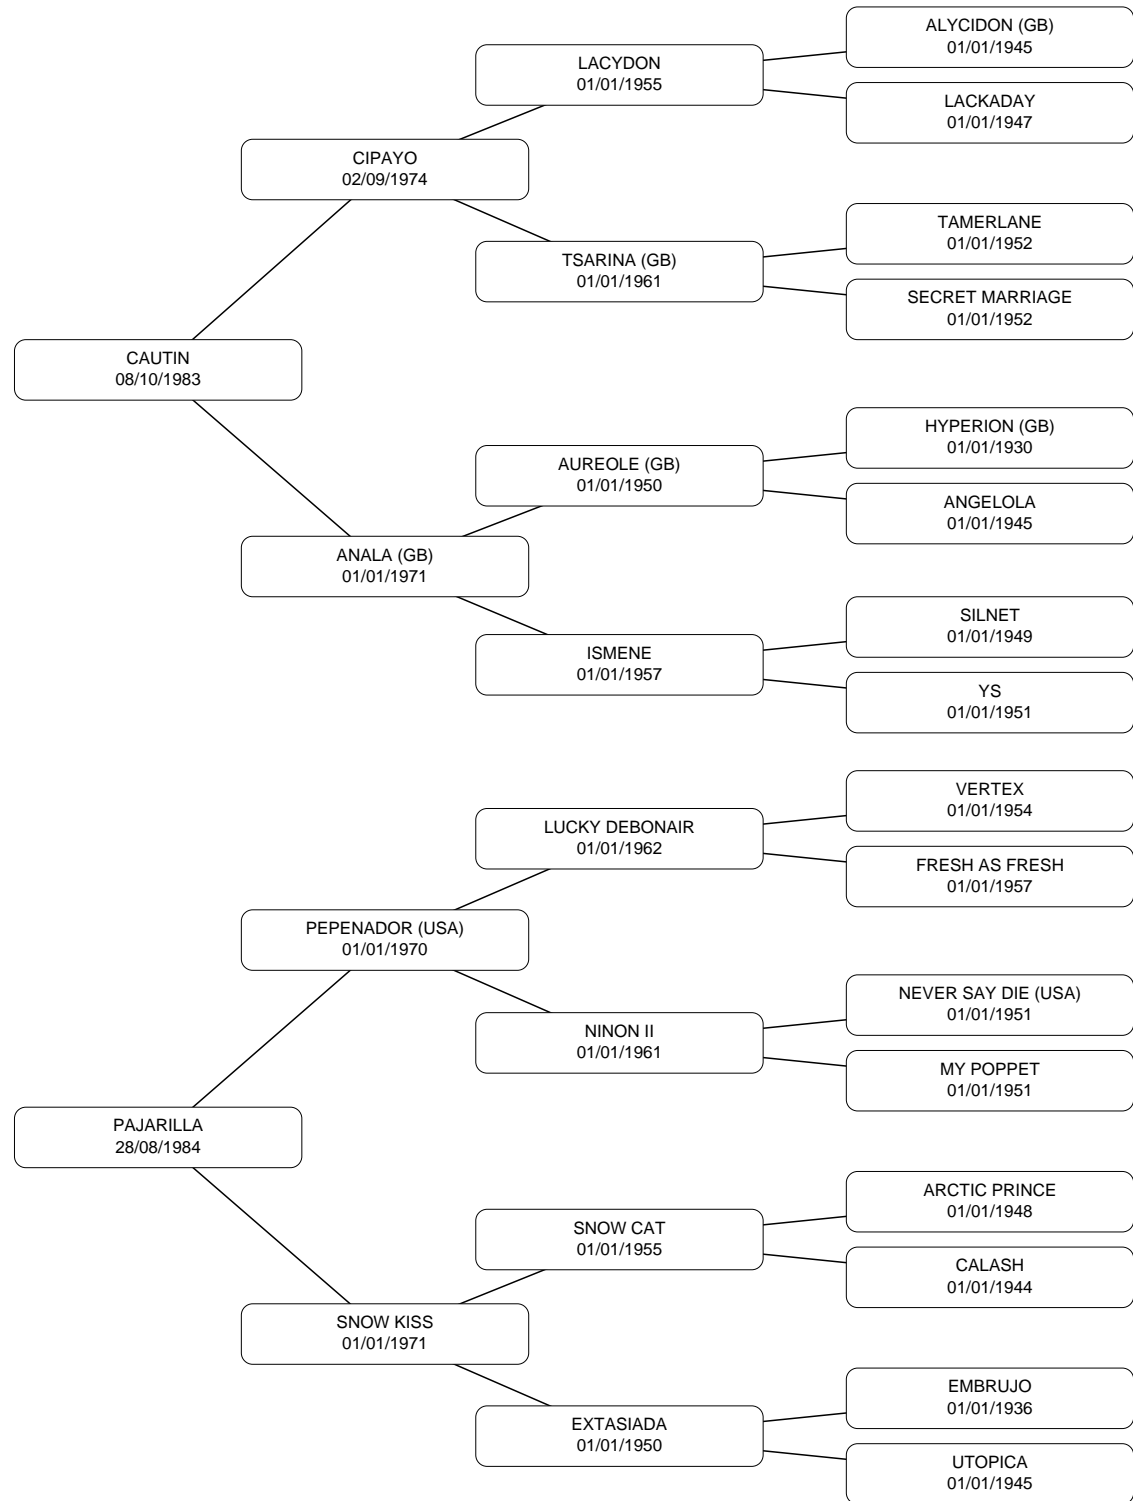 ALYCIDON (GB)
01/01/1945
LACYDON
01/01/1955
LACKADAY
01/01/1947
CIPAYO
02/09/1974
TAMERLANE
01/01/1952
TSARINA (GB)
01/01/1961
SECRET MARRIAGE
01/01/1952
CAUTIN
08/10/1983
HYPERION (GB)
01/01/1930
AUREOLE (GB)
01/01/1950
ANGELOLA
01/01/1945
ANALA (GB)
01/01/1971
SILNET
01/01/1949
ISMENE
01/01/1957
YS
01/01/1951
VERTEX
01/01/1954
LUCKY DEBONAIR
01/01/1962
FRESH AS FRESH
01/01/1957
PEPENADOR (USA)
01/01/1970
NEVER SAY DIE (USA)
01/01/1951
NINON II
01/01/1961
MY POPPET
01/01/1951
PAJARILLA
28/08/1984
ARCTIC PRINCE
01/01/1948
SNOW CAT
01/01/1955
CALASH
01/01/1944
SNOW KISS
01/01/1971
EMBRUJO
01/01/1936
EXTASIADA
01/01/1950
UTOPICA
01/01/1945